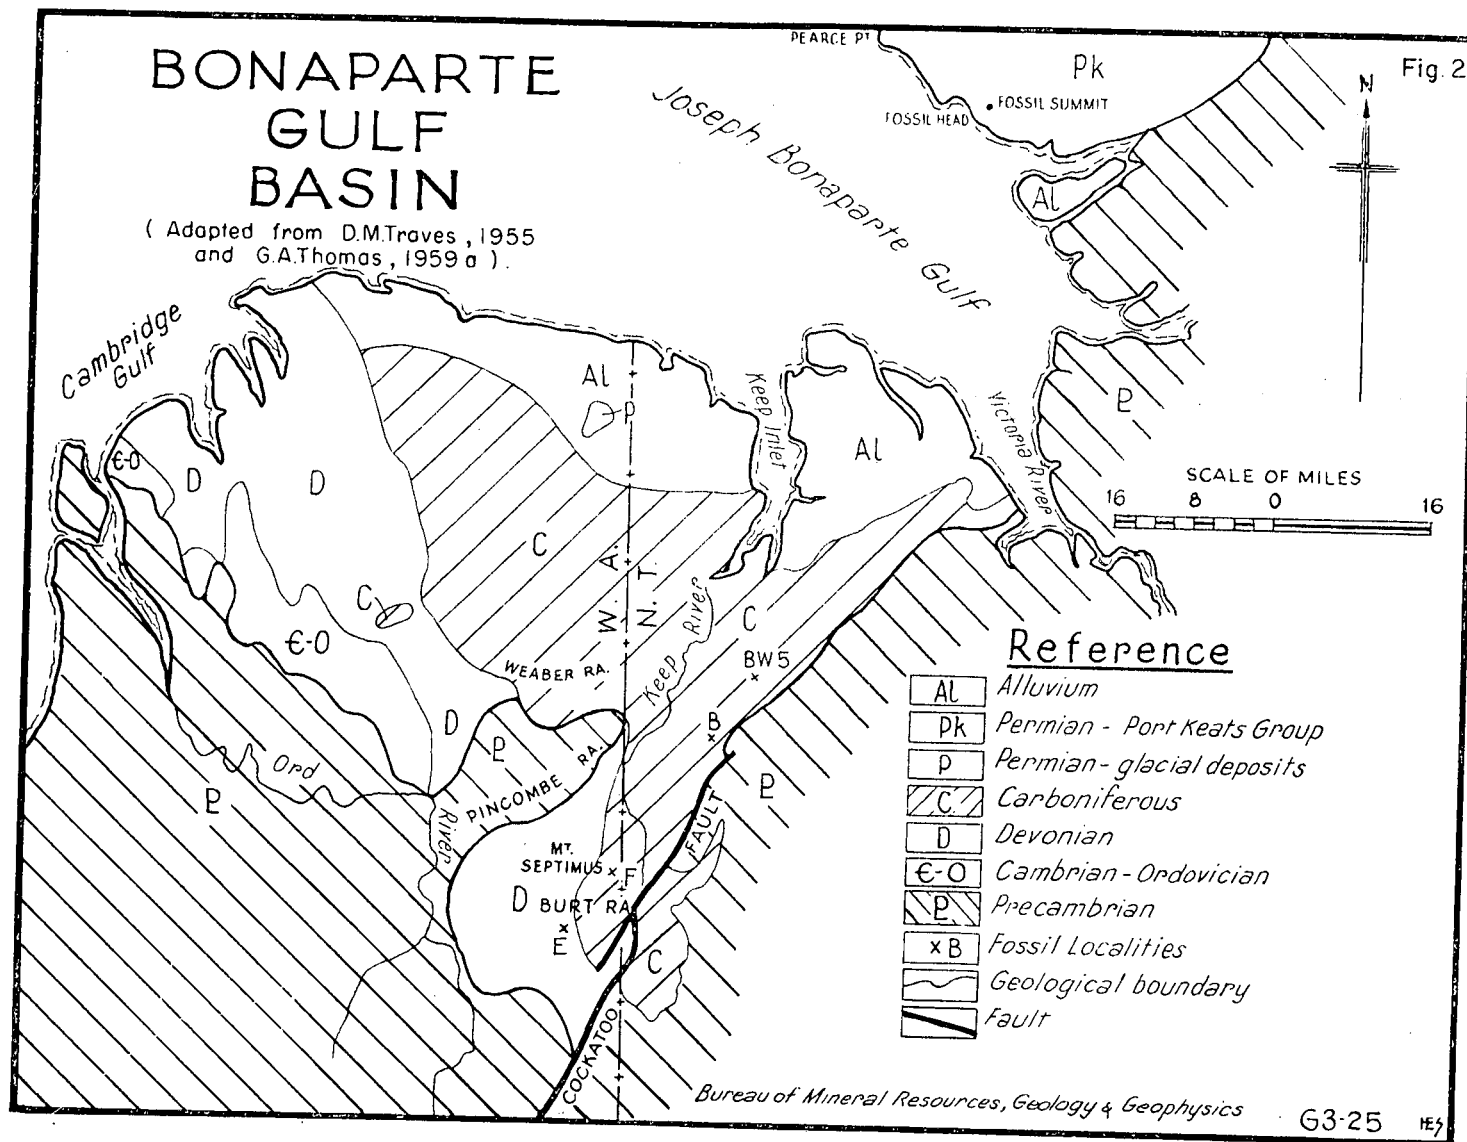 BONAPARTE
GULF
BASIN
( Adapted from D.M.Traves, 1955
and G.A.Thomas, 1959a ).
Fig. 2
PEARCE PT
Pk
FOSSIL SUMMIT
FOSSIL HEAD
N
Joseph Bonaparte Gulf
Al
Cambridge
Gulf
Al
P
Keep Inlet
Al
Victoria River
P
Є-O
D
D
SCALE OF MILES
16 8 0 16
C
W. A.
N. T.
C
Є-O
Keep River
C
BW5
WEABER RA.
Reference
Al Alluvium
Pk Permian - Port Keats Group
P Permian - glacial deposits
C Carboniferous
D Devonian
Є-O Cambrian - Ordovician
P Precambrian
x B Fossil Localities
Geological boundary
Fault
D
P
B
Ord
River
P
PINCOMBE RA.
P
FAULT
MT.
SEPTIMUS x F
D BURT RA.
x
E
C
COCKATOO
Bureau of Mineral Resources, Geology & Geophysics
G3-25